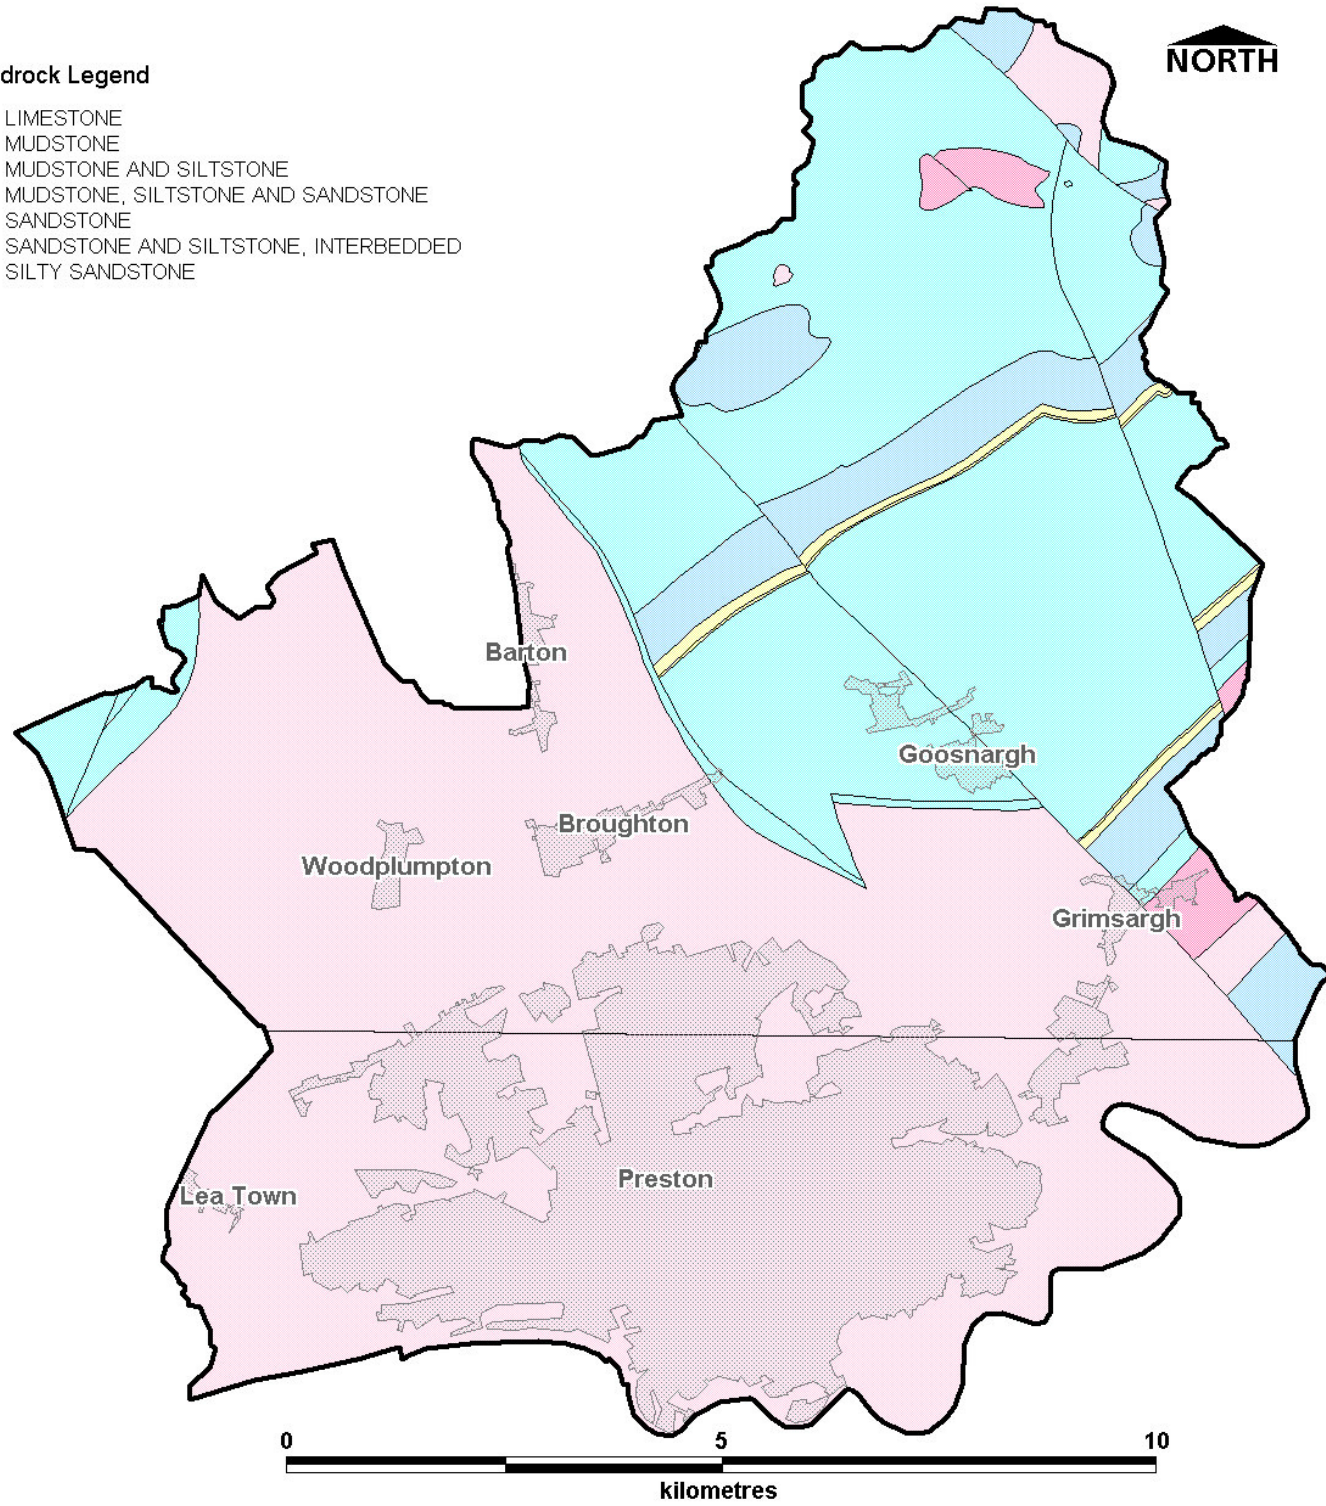 NORTH
drock Legend
LIMESTONE
MUDSTONE
MUDSTONE AND SILTSTONE
MUDSTONE, SILTSTONE AND SANDSTONE
SANDSTONE
SANDSTONE AND SILTSTONE, INTERBEDDED
SILTY SANDSTONE
Barton
Goosnargh
Broughton
Woodplumpton
Grimsargh
Preston
Lea Town
0 5 10
kilometres